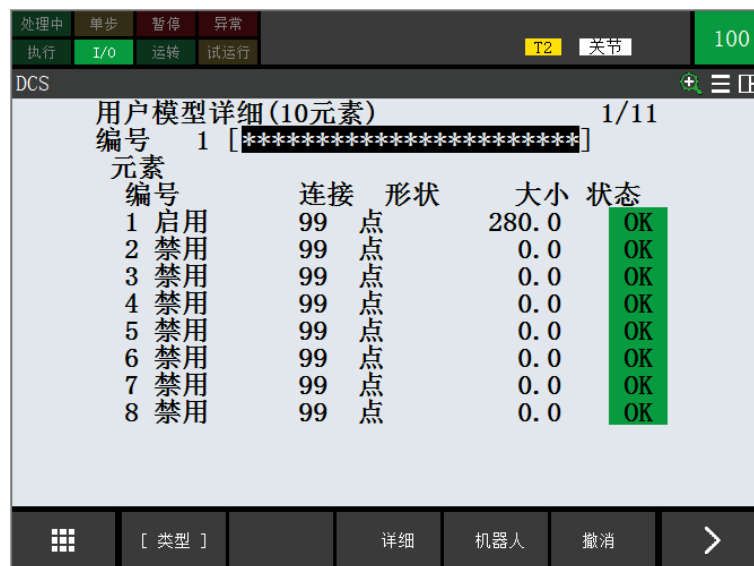 处理中 单步 暂停 异常
执行 I/O 运转 试运行 T2 关节 100
DCS
用户模型详细(10元素) 1/11
编号 1 [************************]
元素
编号 连接 形状 大小 状态
1 启用 99 点 280.0 OK
2 禁用 99 点 0.0 OK
3 禁用 99 点 0.0 OK
4 禁用 99 点 0.0 OK
5 禁用 99 点 0.0 OK
6 禁用 99 点 0.0 OK
7 禁用 99 点 0.0 OK
8 禁用 99 点 0.0 OK
[ 类型 ] 详细 机器人 撤消